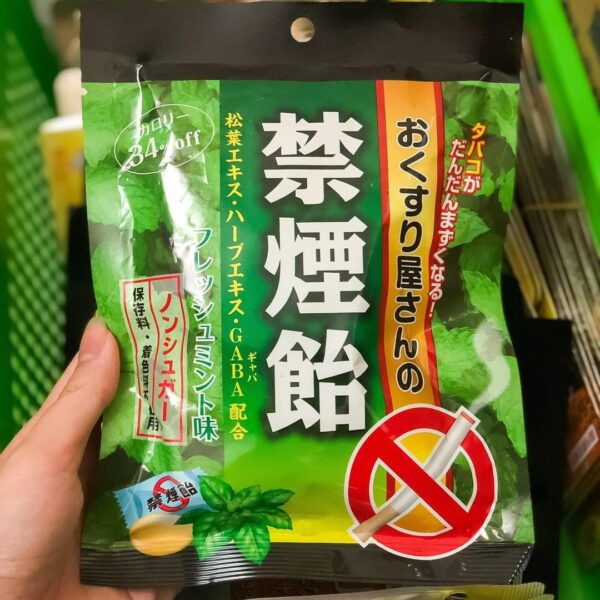 タバコが
だんだんまずくなる!
おくすり屋さんの
禁煙飴
松葉エキス・ハーブエキス・GABA配合
ギャバ
フレッシュミント味
カロリー
34%off
ノンシュガー
保存料・着色料
禁煙飴